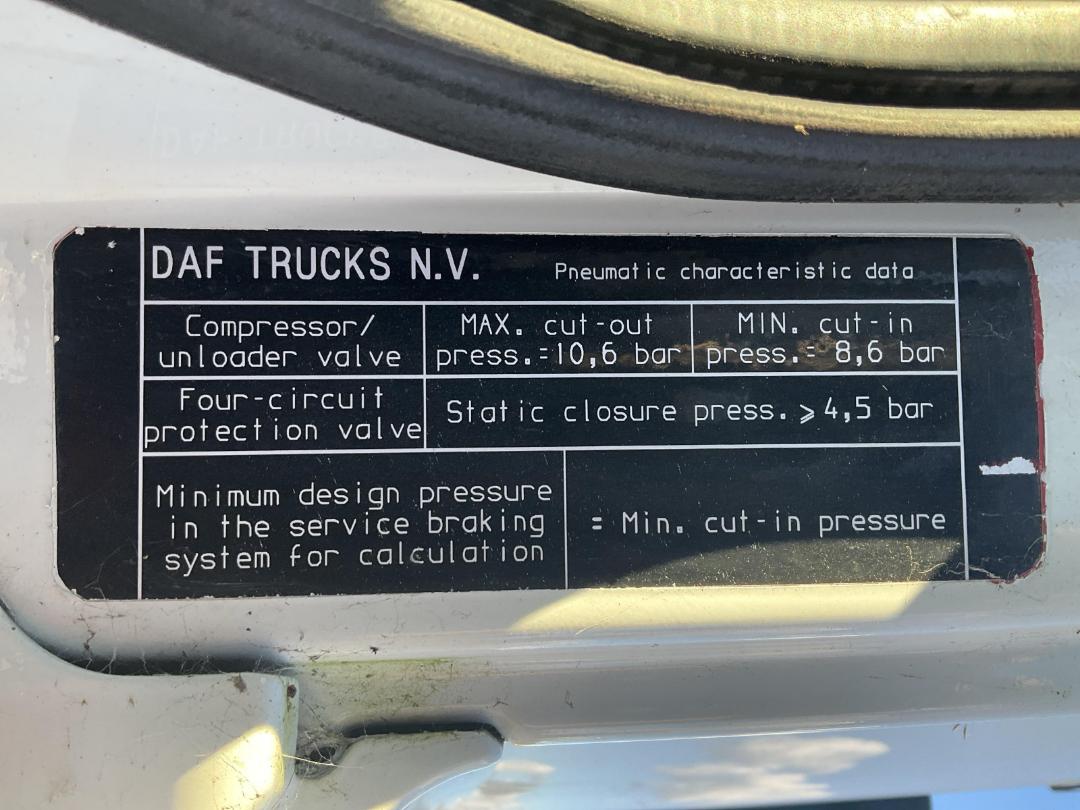 DAF TRUCKS N.V. Pneumatic characteristic data
Compressor/
unloader valve
MAX. cut-out
press.=10,6 bar
MIN. cut-in
press.= 8,6 bar
Four-circuit
protection valve
Static closure press. ⩾ 4,5 bar
Minimum design pressure
in the service braking
system for calculation
= Min. cut-in pressure